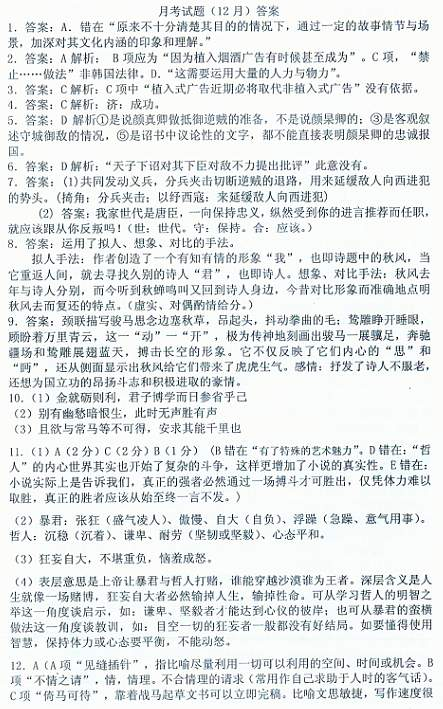 月考试题（12月）答案
1. 答案：A．错在“原来不十分清楚其目的的情况下，通过一定的故事情节与场
景，加深对其文化内涵的印象和理解。”
2. 答案：A 解析： B项应为“因为植入烟酒广告有时候甚至成为”。C 项，“禁
止……做法”非韩国法律。D.“这需要运用大量的人力与物力”。
3. 答案：C 解析：C 项中“植入式广告近期必将取代非植入式广告”没有依据。
4. 答案：C 解析：济：成功。
5. 答案：D 解析①是说颜真卿做抵御逆贼的准备，不是说颜杲卿的；③是客观叙
述守城御敌的情况，⑤是诏书中议论性的文字，都不能直接表明颜杲卿的忠诚报
国。
6. 答案：D 解析：“天子下诏对其下臣对敌不力提出批评”此意没有。
7. 答案：(1)共同发动义兵，分兵夹击切断逆贼的退路，用来延缓敌人向西进犯
的势头。(掎角：分兵夹击；以纾西寇：来延缓敌人向西进犯)
(2) 答案：我家世代是唐臣，一向保持忠义，纵然受到你的进言推荐而任职，
就应该跟从你反叛吗！(世：世代。守：保持。合：应该。)
8. 答案：运用了拟人、想象、对比的手法。
拟人手法：作者创造了一个有知有情的形象“我”，也即诗题中的秋风，当
它重返人间，就去寻找久别的诗人“君”，也即诗人。想象、对比手法：秋风去
年与诗人分别，而今听到秋蝉鸣叫又回到诗人身边，今昔对比形象而准确地点明
秋风去而复还的特点。（虚实、对偶酌情给分。）
9. 答案：颈联描写骏马思念边塞秋草，昂起头，抖动拳曲的毛；鸷雕睁开睡眼，
顾盼着万里青云，这一“动”一“开”，极为传神地刻画出骏马一展骥足，奔驰
疆场和鸷雕展翅蓝天，搏击长空的形象。它不仅反映了它们内心的“思”和
“眄”，还从侧面显示出秋风给它们带来了虎虎生气。感情：抒发了诗人不服老，
还想为国立功的昂扬斗志和积极进取的豪情。
10.（1）金就砺则利，君子博学而日参省乎己
（2）别有幽愁暗恨生，此时无声胜有声
（3）且欲与常马等不可得，安求其能千里也
11.（1）A（2 分）C（2 分）B（1 分） （B 错在“有了特殊的艺术魅力”。D 错在：“哲
人”的内心世界其实也开始了复杂的斗争，这样更增加了小说的真实性。E 错在：
小说实际上是告诉我们，真正的强者必然通过一场搏斗才可胜出，仅凭体力难以
取胜，真正的胜者应该从始至终一言不发。）
（2）暴君：张狂（盛气凌人）、傲慢、自大（自负）、浮躁（急躁、意气用事）。
哲人：沉稳（沉着）、谦卑、耐劳（坚韧或坚毅）、心态平和。
（3）狂妄自大，不堪重负，恼羞成怒。
（4）表层意思是上帝让暴君与哲人打赌，谁能穿越沙漠谁为王者。深层含义是人
生就像一场赌博，狂妄自大者必然输掉人生，输掉性命。可从学习哲人的明智之
举这一角度谈启示，如：谦卑、坚毅者才能达到心仪的彼岸；也可从暴君的蛮横
做法这一角度谈教训，如：目空一切的狂妄者一般都没有好结局。如要懂得使用
智慧，保持体力或心态要平衡，不能动怒。
12. A（A 项“见缝插针”，指比喻尽量利用一切可以利用的空间、时间或机会。B
项“不情之请”，情，情理。不合情理的请求（常用作自己求助于人时的客气话）。
C 项“倚马可待”，靠着战马起草文书可以立即完稿。比喻文思敏捷，写作速度很